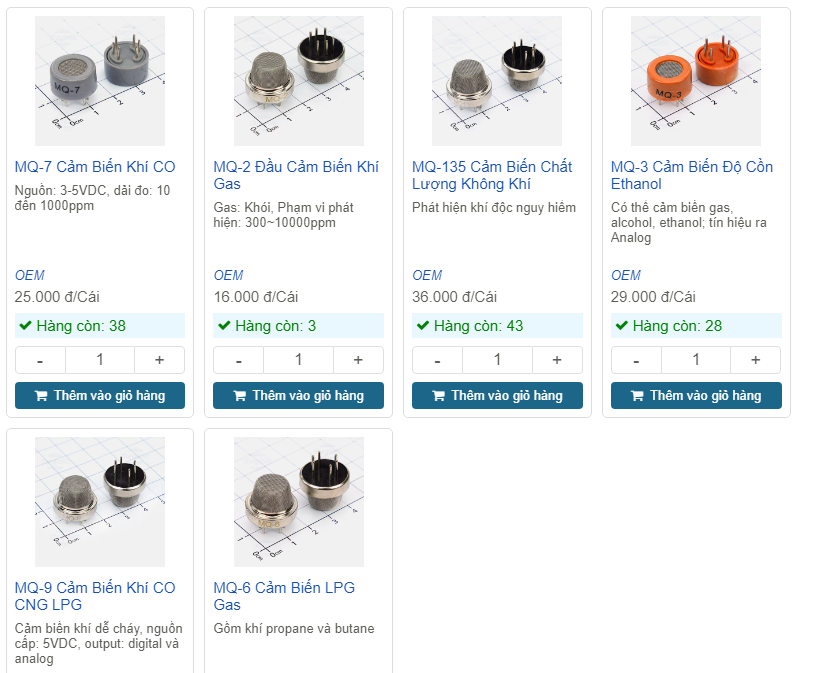 MQ-7
MQ-7 Cảm Biến Khí CO
Nguồn: 3-5VDC, dải đo: 10
đến 1000ppm
OEM
25.000 đ/Cái
Hàng còn: 38
- 1 +
Thêm vào giỏ hàng
MQ-2 Đầu Cảm Biến Khí
Gas
Gas: Khói, Phạm vi phát
hiện: 300~10000ppm
OEM
16.000 đ/Cái
Hàng còn: 3
- 1 +
Thêm vào giỏ hàng
MQ-135 Cảm Biến Chất
Lượng Không Khí
Phát hiện khí độc nguy hiểm
OEM
36.000 đ/Cái
Hàng còn: 43
- 1 +
Thêm vào giỏ hàng
MQ-3
MQ-3 Cảm Biến Độ Cồn
Ethanol
Có thể cảm biến gas,
alcohol, ethanol; tín hiệu ra
Analog
OEM
29.000 đ/Cái
Hàng còn: 28
- 1 +
Thêm vào giỏ hàng
MQ-9 Cảm Biến Khí CO
CNG LPG
Cảm biến khí dễ cháy, nguồn
cấp: 5VDC, output: digital và
analog
MQ-6 Cảm Biến LPG
Gas
Gồm khí propane và butane